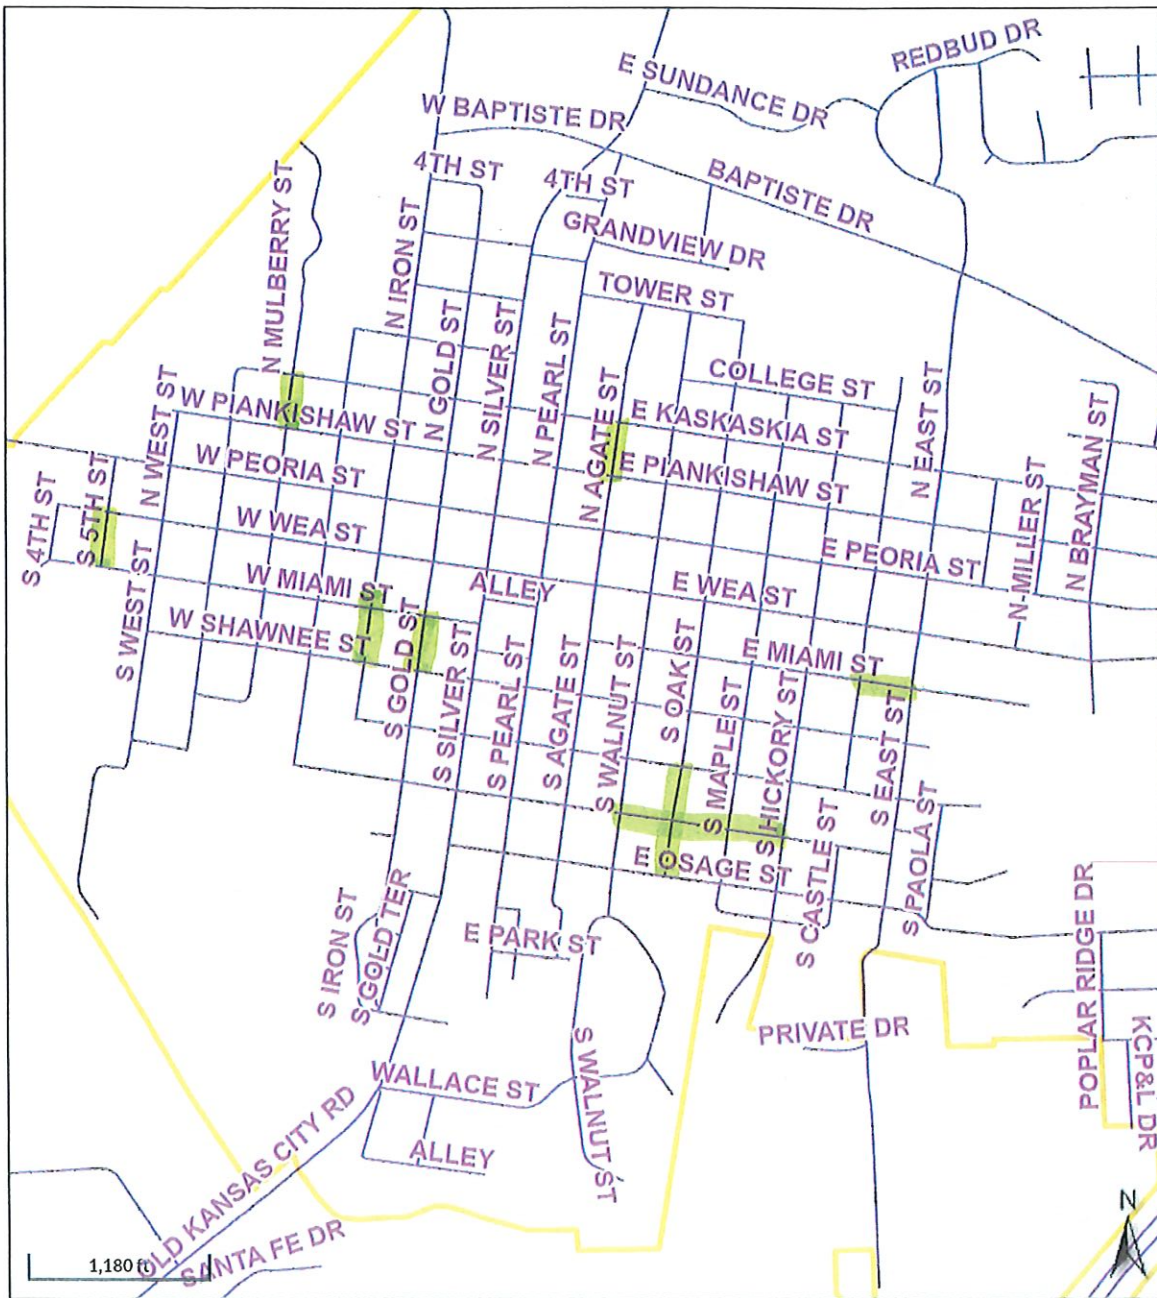 REDBUD DR
E SUNDANCE DR
W BAPTISTE DR
4TH ST
4TH ST
BAPTISTE DR
N MULBERRY ST
GRANDVIEW DR
N IRON ST
TOWER ST
N GOLD ST
N SILVER ST
N PEARL ST
COLLEGE ST
N AGATE ST
N WEST ST
W PIANKISHAW ST
E KASKASKIA ST
N EAST ST
N BRAYMAN ST
W PEORIA ST
E PIANKISHAW ST
S 4TH ST
S 5TH ST
W WEA ST
N MILLER ST
E PEORIA ST
W MIAMI ST
ALLEY
E WEA ST
S WEST ST
W SHAWNEE ST
S GOLD ST
S SILVER ST
S PEARL ST
S AGATE ST
S WALNUT ST
S OAK ST
E MIAMI ST
S MAPLE ST
S HICKORY ST
S EAST ST
S CASTLE ST
S PAOLA ST
E OSAGE ST
S IRON ST
S GOLD TER
E PARK ST
POPLAR RIDGE DR
PRIVATE DR
KCP&L DR
S WALNUT ST
WALLACE ST
ALLEY
OLD KANSAS CITY RD
SANTA FE DR
1,180 ft
N